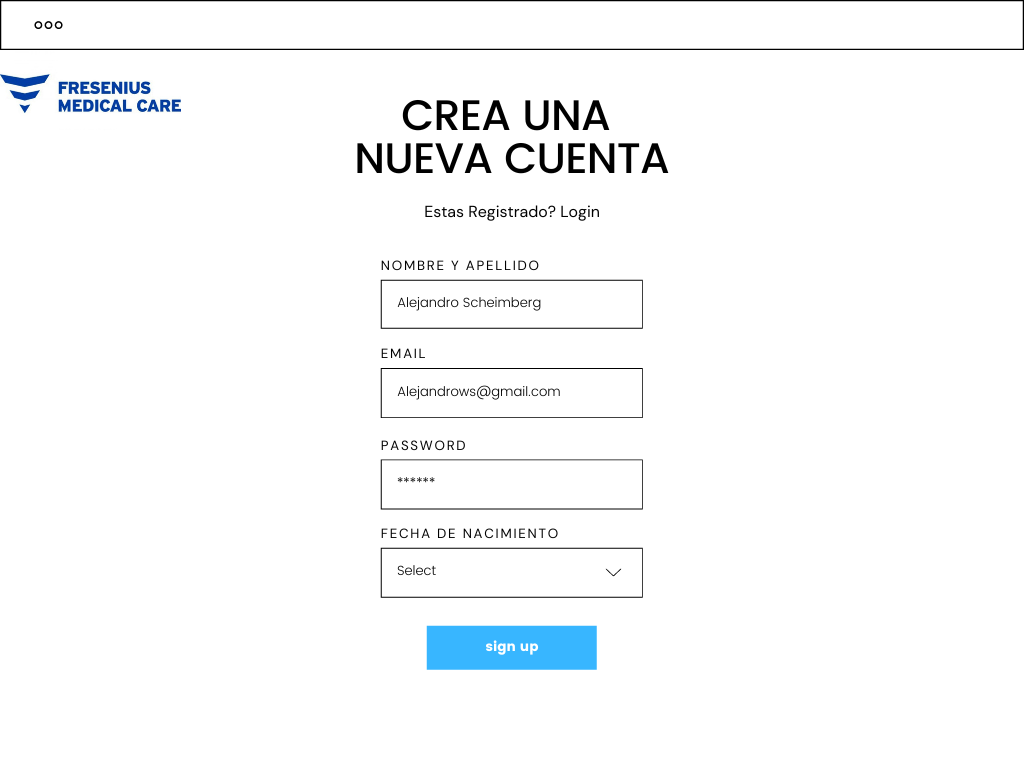 FRESENIUS
MEDICAL CARE
CREA UNA
NUEVA CUENTA
Estas Registrado? Login
NOMBRE Y APELLIDO
Alejandro Scheimberg
EMAIL
Alejandrows@gmail.com
PASSWORD
******
FECHA DE NACIMIENTO
Select
sign up